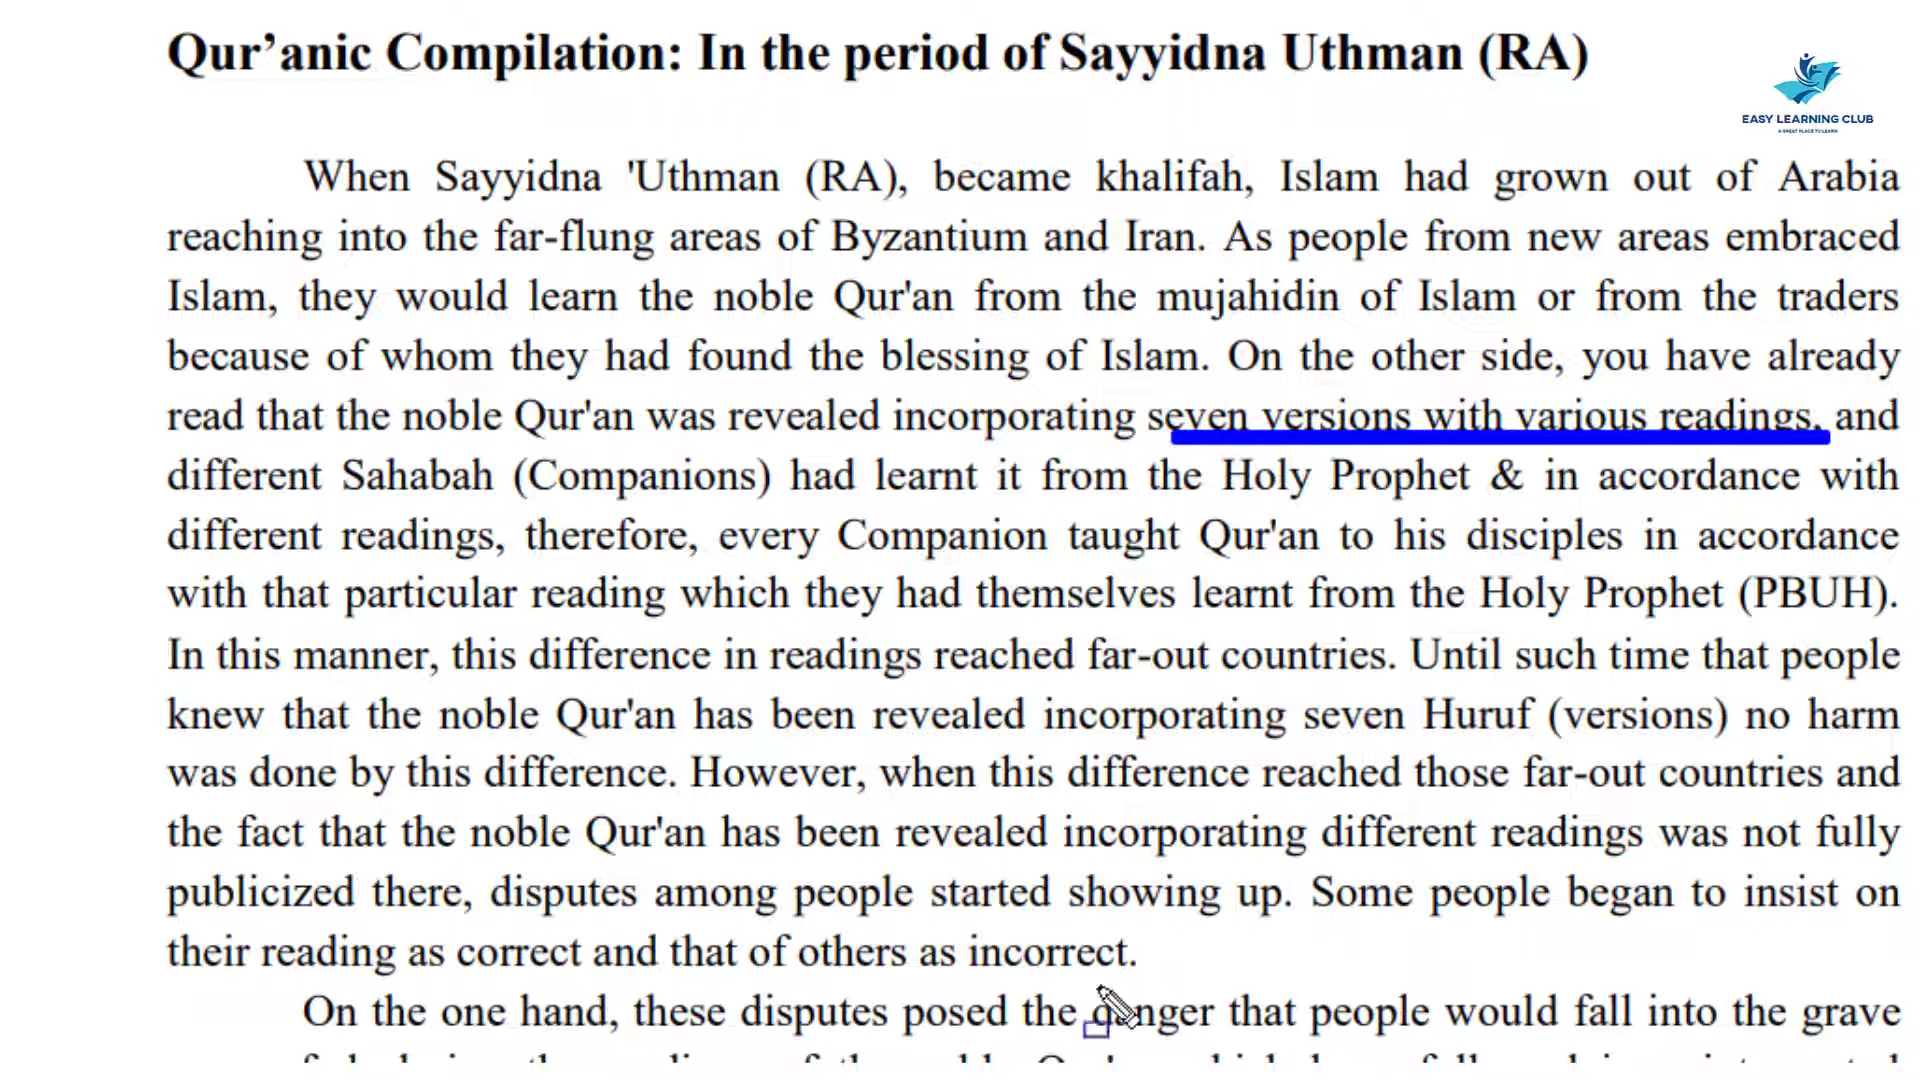 Qur’anic Compilation: In the period of Sayyidna Uthman (RA)
EASY LEARNING CLUB
A GREAT PLACE TO LEARN
When Sayyidna 'Uthman (RA), became khalifah, Islam had grown out of Arabia
reaching into the far-flung areas of Byzantium and Iran. As people from new areas embraced
Islam, they would learn the noble Qur'an from the mujahidin of Islam or from the traders
because of whom they had found the blessing of Islam. On the other side, you have already
read that the noble Qur'an was revealed incorporating seven versions with various readings, and
different Sahabah (Companions) had learnt it from the Holy Prophet & in accordance with
different readings, therefore, every Companion taught Qur'an to his disciples in accordance
with that particular reading which they had themselves learnt from the Holy Prophet (PBUH).
In this manner, this difference in readings reached far-out countries. Until such time that people
knew that the noble Qur'an has been revealed incorporating seven Huruf (versions) no harm
was done by this difference. However, when this difference reached those far-out countries and
the fact that the noble Qur'an has been revealed incorporating different readings was not fully
publicized there, disputes among people started showing up. Some people began to insist on
their reading as correct and that of others as incorrect.
On the one hand, these disputes posed the danger that people would fall into the grave